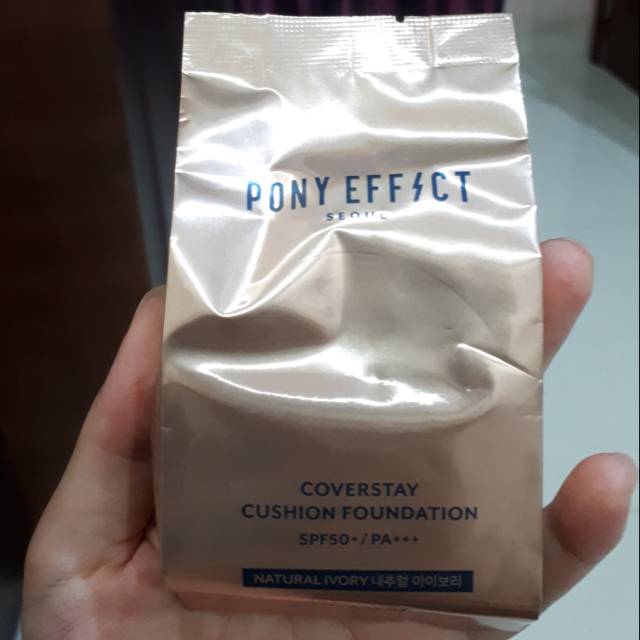 PONY EFFECT
SEOUL
COVERSTAY
CUSHION FOUNDATION
SPF50+/PA+++
NATURAL IVORY 내추럴 아이보리